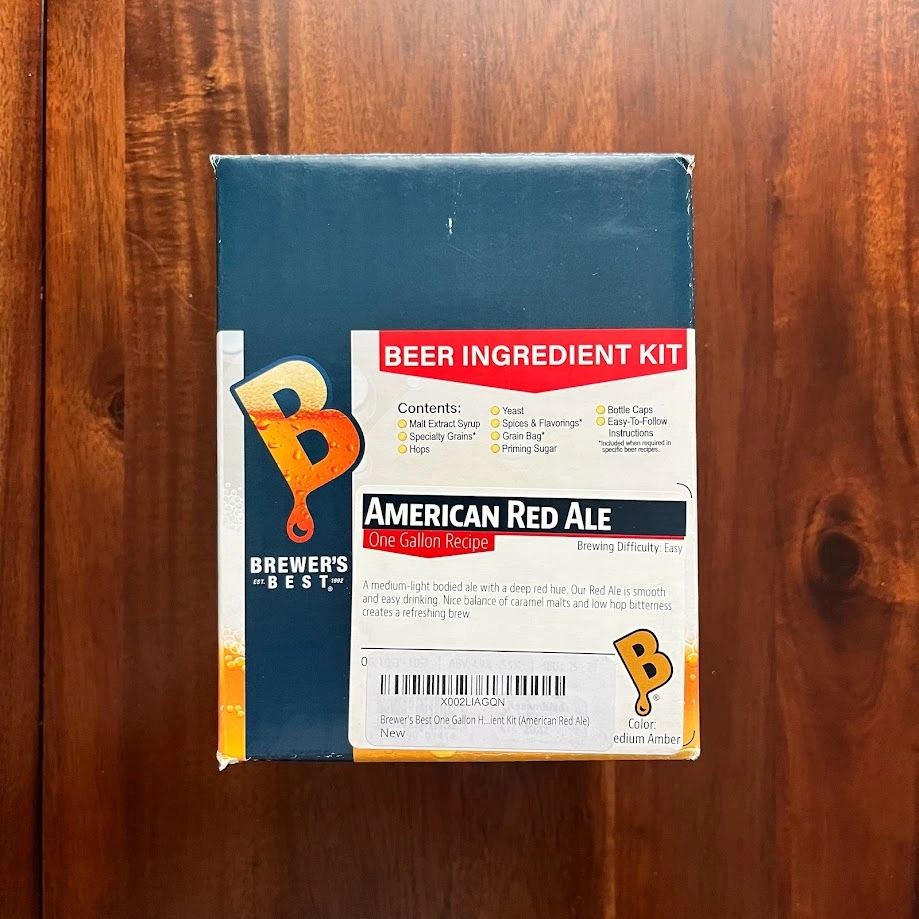 BEER INGREDIENT KIT
Contents:
Malt Extract Syrup
Specialty Grains*
Hops
Yeast
Spices & Flavorings*
Grain Bag*
Priming Sugar
Bottle Caps
Easy-To-Follow
Instructions
*Included when required in
specific beer recipes.
B
BREWER'S
EST. BEST 1992
®
AMERICAN RED ALE
One Gallon Recipe
Brewing Difficulty: Easy
A medium-light bodied ale with a deep red hue. Our Red Ale is smooth
and easy drinking. Nice balance of caramel malts and low hop bitterness
creates a refreshing brew.
X002LIAGQN
Brewer's Best One Gallon H...ient Kit (American Red Ale)
New
B
Color:
edium Amber